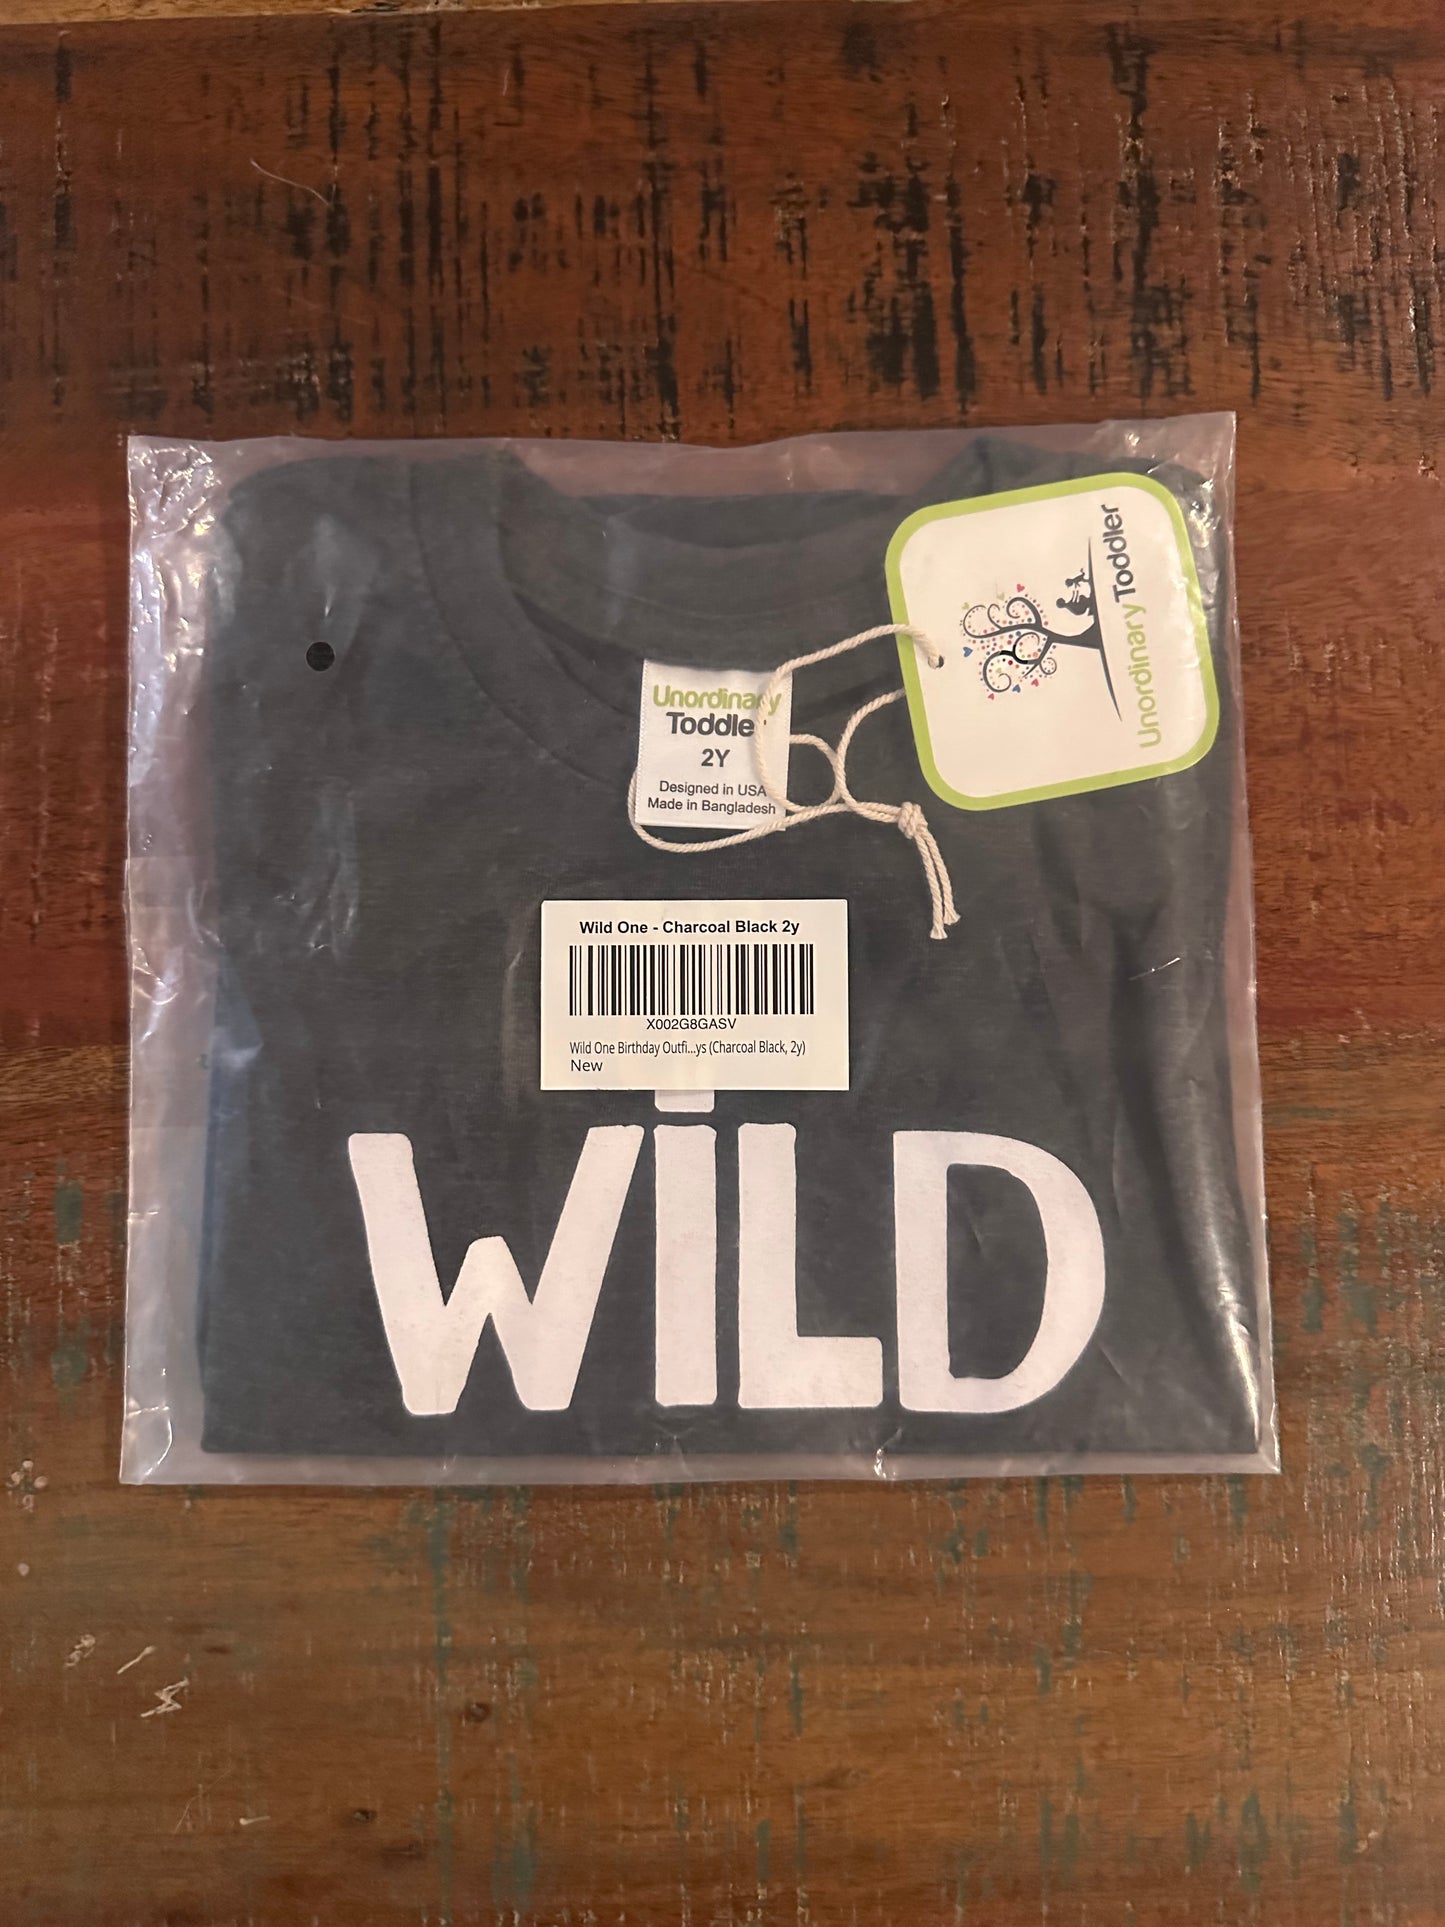 Unordinary Toddler
Unordinary
Toddler
2Y
Designed in USA
Made in Bangladesh
Wild One - Charcoal Black 2y
X002G8GASV
Wild One Birthday Outfi...ys (Charcoal Black, 2y)
New
WILD